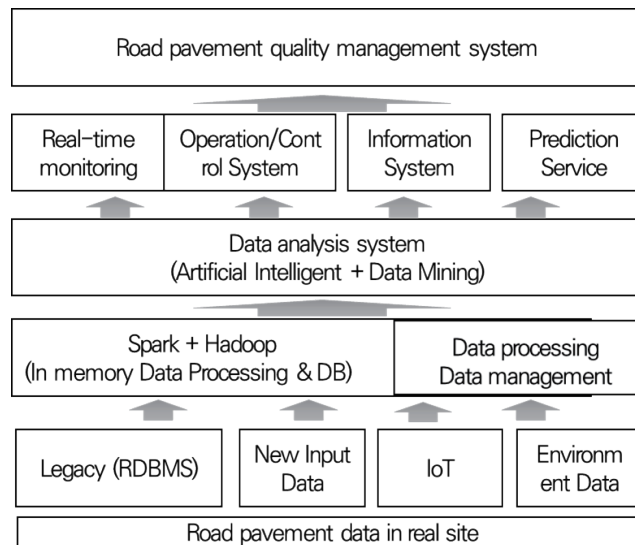 Road pavement quality management system
Real-time
monitoring
Operation/Cont
rol System
Information
System
Prediction
Service
Data analysis system
(Artificial Intelligent + Data Mining)
Spark + Hadoop
(In memory Data Processing & DB)
Data processing
Data management
Legacy (RDBMS)
New Input
Data
IoT
Environm
ent Data
Road pavement data in real site